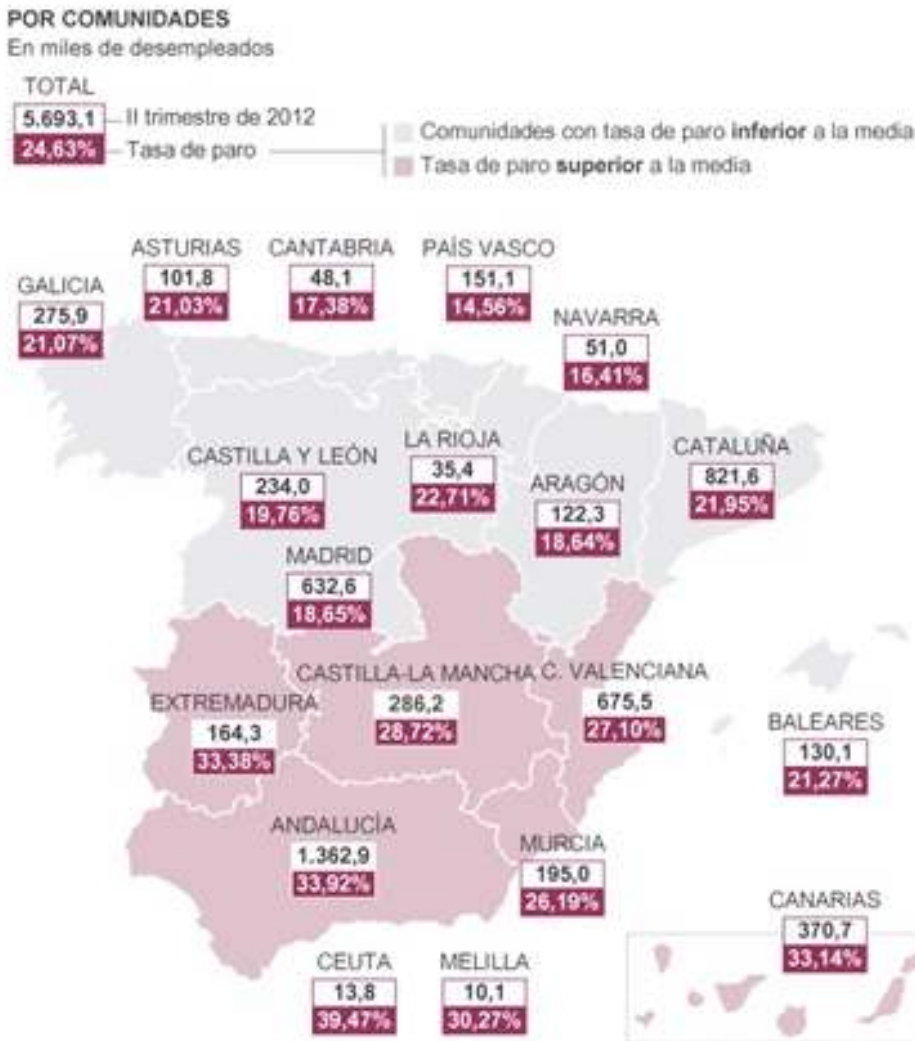 POR COMUNIDADES
En miles de desempleados
TOTAL
5.693,1 II trimestre de 2012
24,63% Tasa de paro
Comunidades con tasa de paro inferior a la media
Tasa de paro superior a la media
GALICIA
275,9
21,07%
ASTURIAS
101,8
21,03%
CANTABRIA
48,1
17,38%
PAÍS VASCO
151,1
14,56%
NAVARRA
51,0
16,41%
CASTILLA Y LEÓN
234,0
19,76%
LA RIOJA
35,4
22,71%
ARAGÓN
122,3
18,64%
CATALUÑA
821,6
21,95%
MADRID
632,6
18,65%
EXTREMADURA
164,3
33,38%
CASTILLA-LA MANCHA
286,2
28,72%
C. VALENCIANA
675,5
27,10%
BALEARES
130,1
21,27%
ANDALUCÍA
1.362,9
33,92%
MURCIA
195,0
26,19%
CANARIAS
370,7
33,14%
CEUTA
13,8
39,47%
MELILLA
10,1
30,27%